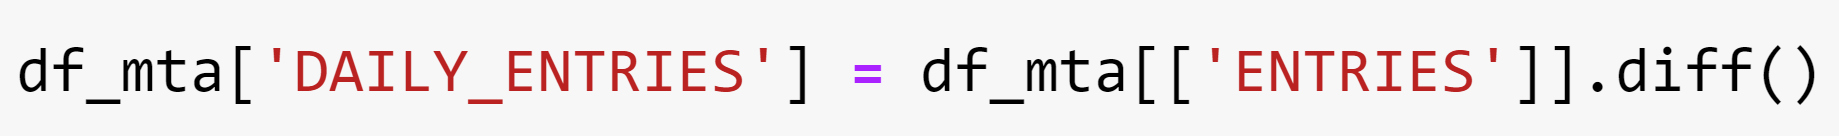 df_mta['DAILY_ENTRIES'] = df_mta[['ENTRIES']].diff()